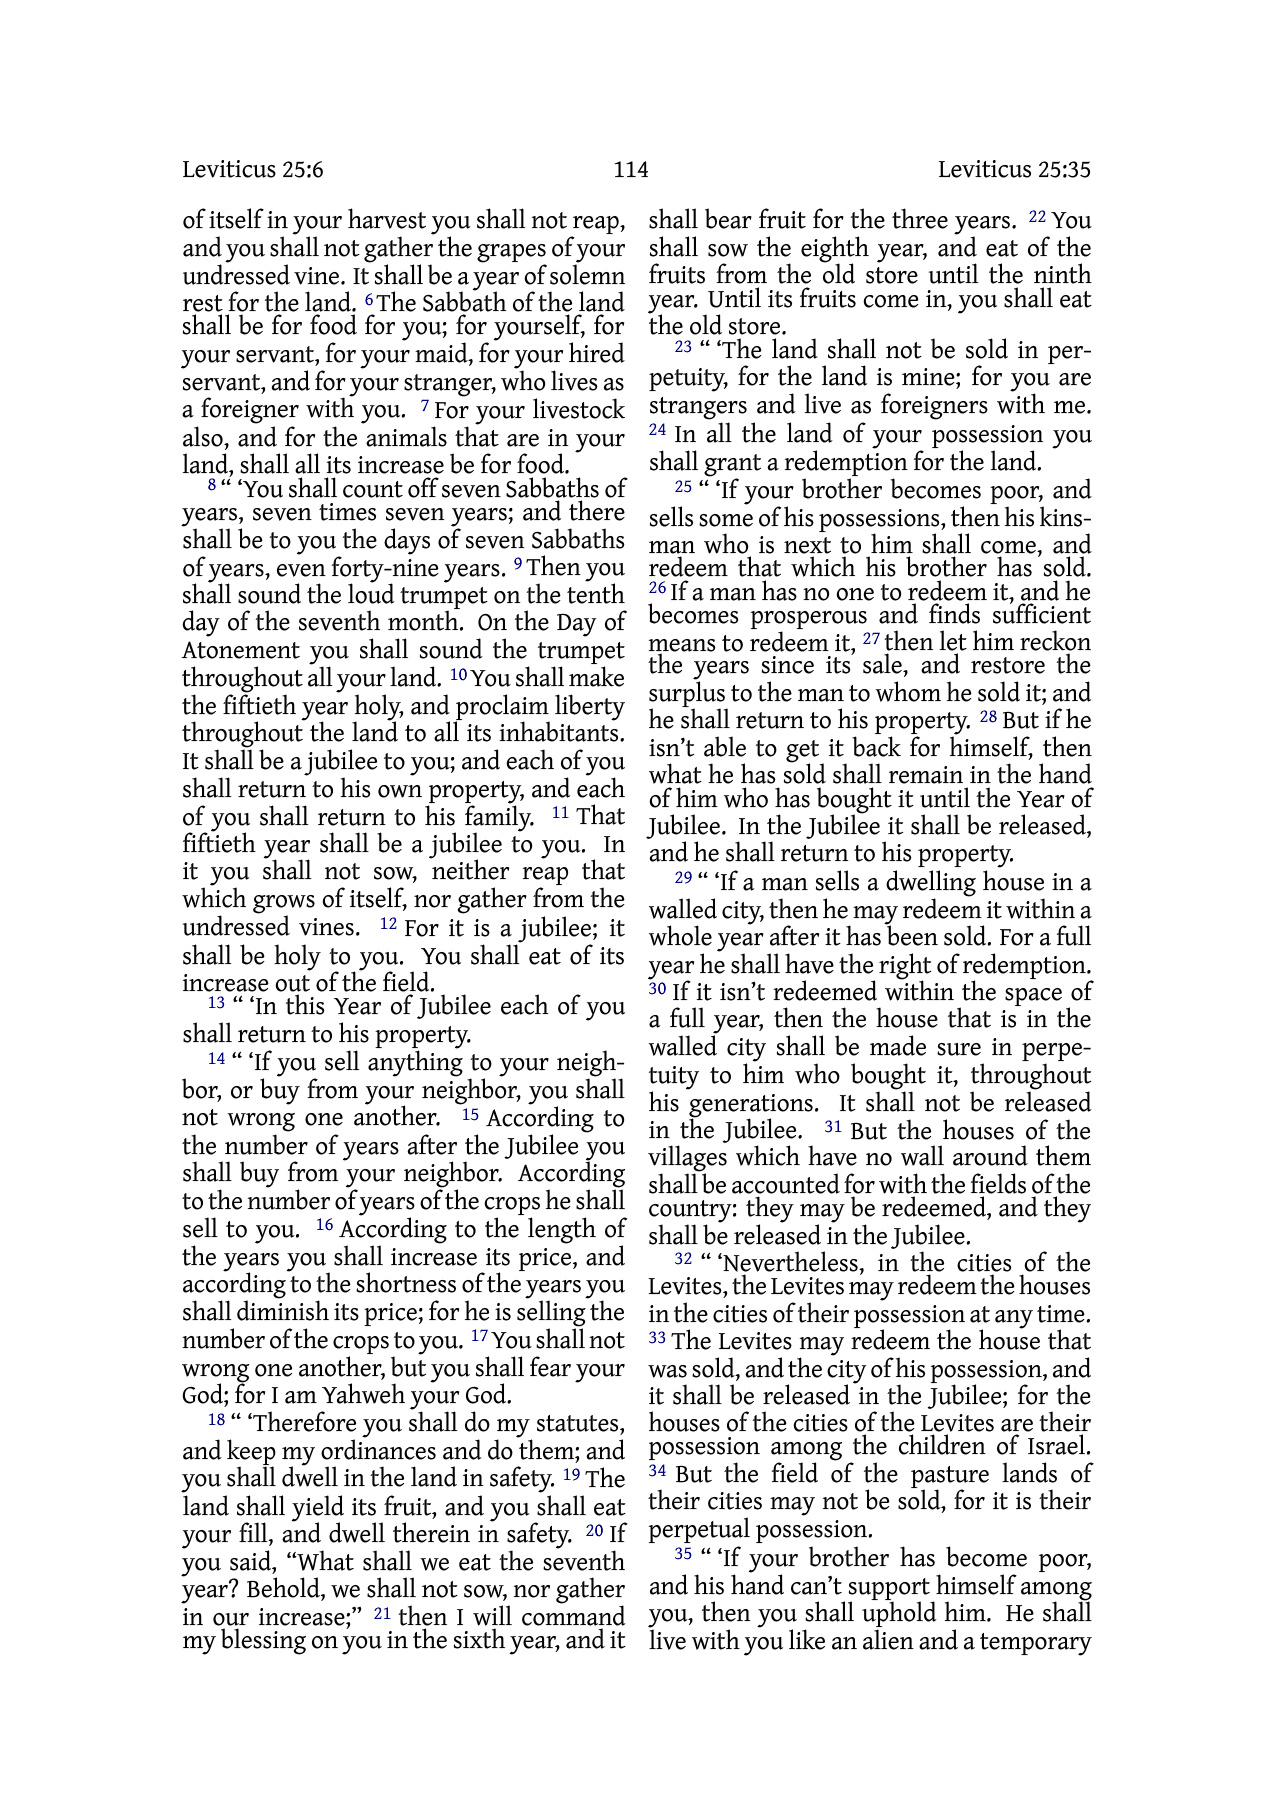 Leviticus 25:6 114 Leviticus 25:35
of itself in your harvest you shall not reap,
and you shall not gather the grapes of your
undressed vine. It shall be a year of solemn
rest for the land. 6 The Sabbath of the land
shall be for food for you; for yourself, for
your servant, for your maid, for your hired
servant, and for your stranger, who lives as
a foreigner with you. 7 For your livestock
also, and for the animals that are in your
land, shall all its increase be for food.
8 “ ‘You shall count off seven Sabbaths of
years, seven times seven years; and there
shall be to you the days of seven Sabbaths
of years, even forty-nine years. 9 Then you
shall sound the loud trumpet on the tenth
day of the seventh month. On the Day of
Atonement you shall sound the trumpet
throughout all your land. 10 You shall make
the fiftieth year holy, and proclaim liberty
throughout the land to all its inhabitants.
It shall be a jubilee to you; and each of you
shall return to his own property, and each
of you shall return to his family. 11 That
fiftieth year shall be a jubilee to you. In
it you shall not sow, neither reap that
which grows of itself, nor gather from the
undressed vines. 12 For it is a jubilee; it
shall be holy to you. You shall eat of its
increase out of the field.
13 “ ‘In this Year of Jubilee each of you
shall return to his property.
14 “ ‘If you sell anything to your neigh-
bor, or buy from your neighbor, you shall
not wrong one another. 15 According to
the number of years after the Jubilee you
shall buy from your neighbor. According
to the number of years of the crops he shall
sell to you. 16 According to the length of
the years you shall increase its price, and
according to the shortness of the years you
shall diminish its price; for he is selling the
number of the crops to you. 17 You shall not
wrong one another, but you shall fear your
God; for I am Yahweh your God.
18 “ ‘Therefore you shall do my statutes,
and keep my ordinances and do them; and
you shall dwell in the land in safety. 19 The
land shall yield its fruit, and you shall eat
your fill, and dwell therein in safety. 20 If
you said, “What shall we eat the seventh
year? Behold, we shall not sow, nor gather
in our increase;” 21 then I will command
my blessing on you in the sixth year, and it
shall bear fruit for the three years. 22 You
shall sow the eighth year, and eat of the
fruits from the old store until the ninth
year. Until its fruits come in, you shall eat
the old store.
23 “ ‘The land shall not be sold in per-
petuity, for the land is mine; for you are
strangers and live as foreigners with me.
24 In all the land of your possession you
shall grant a redemption for the land.
25 “ ‘If your brother becomes poor, and
sells some of his possessions, then his kins-
man who is next to him shall come, and
redeem that which his brother has sold.
26 If a man has no one to redeem it, and he
becomes prosperous and finds sufficient
means to redeem it, 27 then let him reckon
the years since its sale, and restore the
surplus to the man to whom he sold it; and
he shall return to his property. 28 But if he
isn’t able to get it back for himself, then
what he has sold shall remain in the hand
of him who has bought it until the Year of
Jubilee. In the Jubilee it shall be released,
and he shall return to his property.
29 “ ‘If a man sells a dwelling house in a
walled city, then he may redeem it within a
whole year after it has been sold. For a full
year he shall have the right of redemption.
30 If it isn’t redeemed within the space of
a full year, then the house that is in the
walled city shall be made sure in perpe-
tuity to him who bought it, throughout
his generations. It shall not be released
in the Jubilee. 31 But the houses of the
villages which have no wall around them
shall be accounted for with the fields of the
country: they may be redeemed, and they
shall be released in the Jubilee.
32 “ ‘Nevertheless, in the cities of the
Levites, the Levites may redeem the houses
in the cities of their possession at any time.
33 The Levites may redeem the house that
was sold, and the city of his possession, and
it shall be released in the Jubilee; for the
houses of the cities of the Levites are their
possession among the children of Israel.
34 But the field of the pasture lands of
their cities may not be sold, for it is their
perpetual possession.
35 “ ‘If your brother has become poor,
and his hand can’t support himself among
you, then you shall uphold him. He shall
live with you like an alien and a temporary